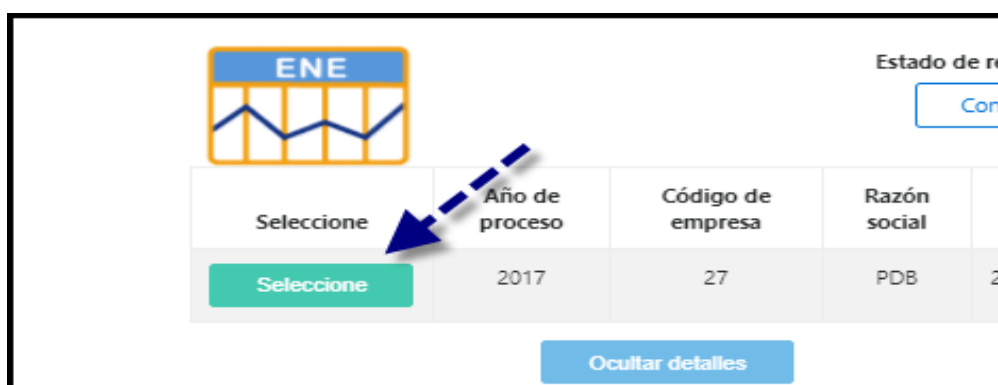 ENE
Estado de re
Con
Seleccione
Año de
proceso
Código de
empresa
Razón
social
Seleccione
2017
27
PDB
2
Ocultar detalles